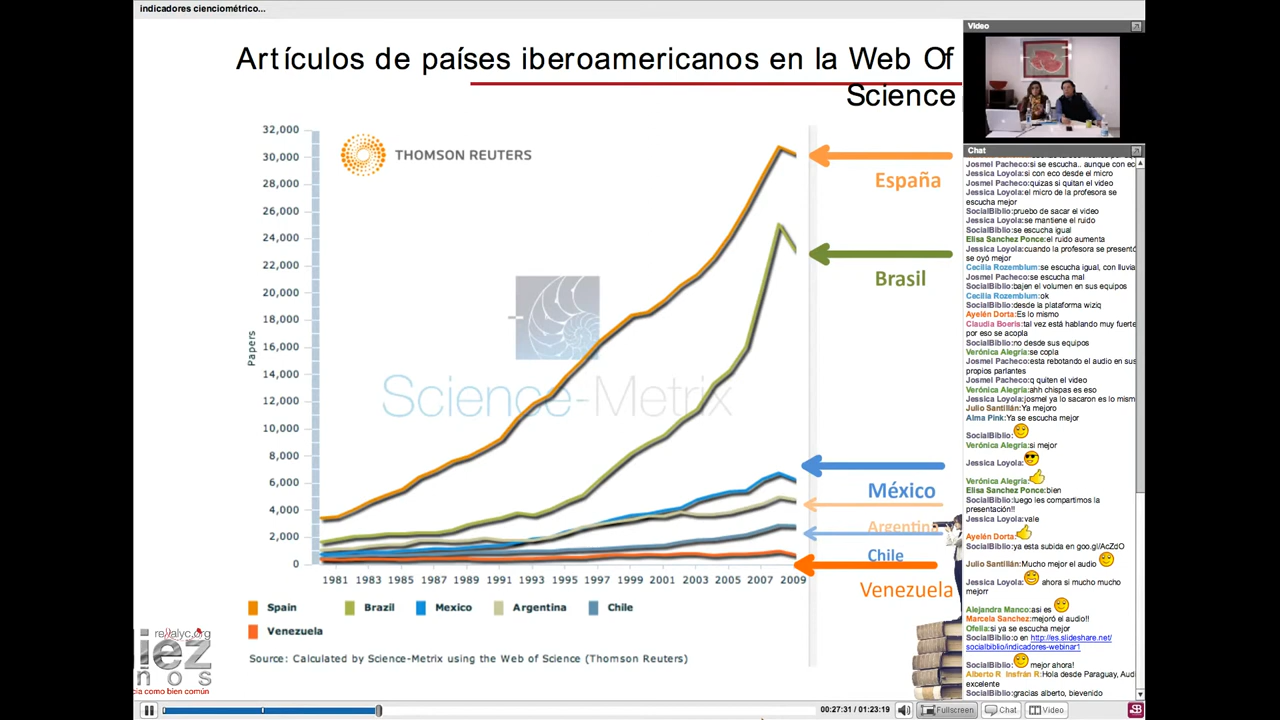 indicadores cienciométrico...
Artículos de países iberoamericanos en la Web Of
Science
32,000
30,000
28,000
26,000
24,000
22,000
20,000
18,000
16,000
14,000
12,000
10,000
8,000
6,000
4,000
2,000
0
Papers
THOMSON REUTERS
Science-Metrix
España
Brasil
México
Argentina
Chile
Venezuela
1981 1983 1985 1987 1989 1991 1993 1995 1997 1999 2001 2003 2005 2007 2009
Spain Brazil Mexico Argentina Chile
Venezuela
Source: Calculated by Science-Metrix using the Web of Science (Thomson Reuters)
redalyc.org
iez
ños
cia como bien común
Video
Chat
Josmel Pacheco:si se escucha.. aunque con ec
Jessica Loyola:si con eco desde el micro
Josmel Pacheco:quizas si quitan el video
Jessica Loyola:el micro de la profesora se
escucha mejor
SocialBiblio:pruebo de sacar el video
Jessica Loyola:se mantiene el ruido
SocialBiblio:se escucha igual
Elisa Sanchez Ponce:el ruido aumenta
Jessica Loyola:cuando la profesora se presentó
se oyó mejor
Cecilia Rozemblum:se escucha igual, con lluvia
Josmel Pacheco:se escucha mal
SocialBiblio:bajen el volumen en sus equipos
Cecilia Rozemblum:ok
SocialBiblio:desde la plataforma wiziq
Ayelén Dorta:Es lo mismo
Claudia Boeris:tal vez está hablando muy fuerte
por eso se acopla
SocialBiblio:no desde sus equipos
Verónica Alegría:se copla
Josmel Pacheco:esta rebotando el audio en sus
propios parlantes
Josmel Pacheco:q quiten el video
Verónica Alegría:ahh chispas es eso
Jessica Loyola:josmel ya lo sacaron es lo mism
Julio Santillán:Ya mejoro
Alma Pink:Ya se escucha mejor
SocialBiblio:
Verónica Alegría:si mejor
Jessica Loyola:
Verónica Alegría:
Elisa Sanchez Ponce:bien
SocialBiblio:luego les compartimos la
presentación!!
Jessica Loyola:vale
Ayelén Dorta:
SocialBiblio:ya esta subida en goo.gl/AcZdO
Julio Santillán:Mucho mejor el audio
Jessica Loyola: ahora si mucho mucho
mejorr
Alejandra Manco:asi es
Marcela Sanchez:mejoró el audio!!
Ofelia:si ya se escucha mejor
SocialBiblio:o en http://es.slideshare.net/
socialbiblio/indicadores-webinar1
SocialBiblio: mejor ahora!
Alberto R Insfrán R:Hola desde Paraguay, Aud
excelente
SocialBiblio:gracias alberto, bievenido
00:27:31 / 01:23:19
Fullscreen
Chat
Video
SB